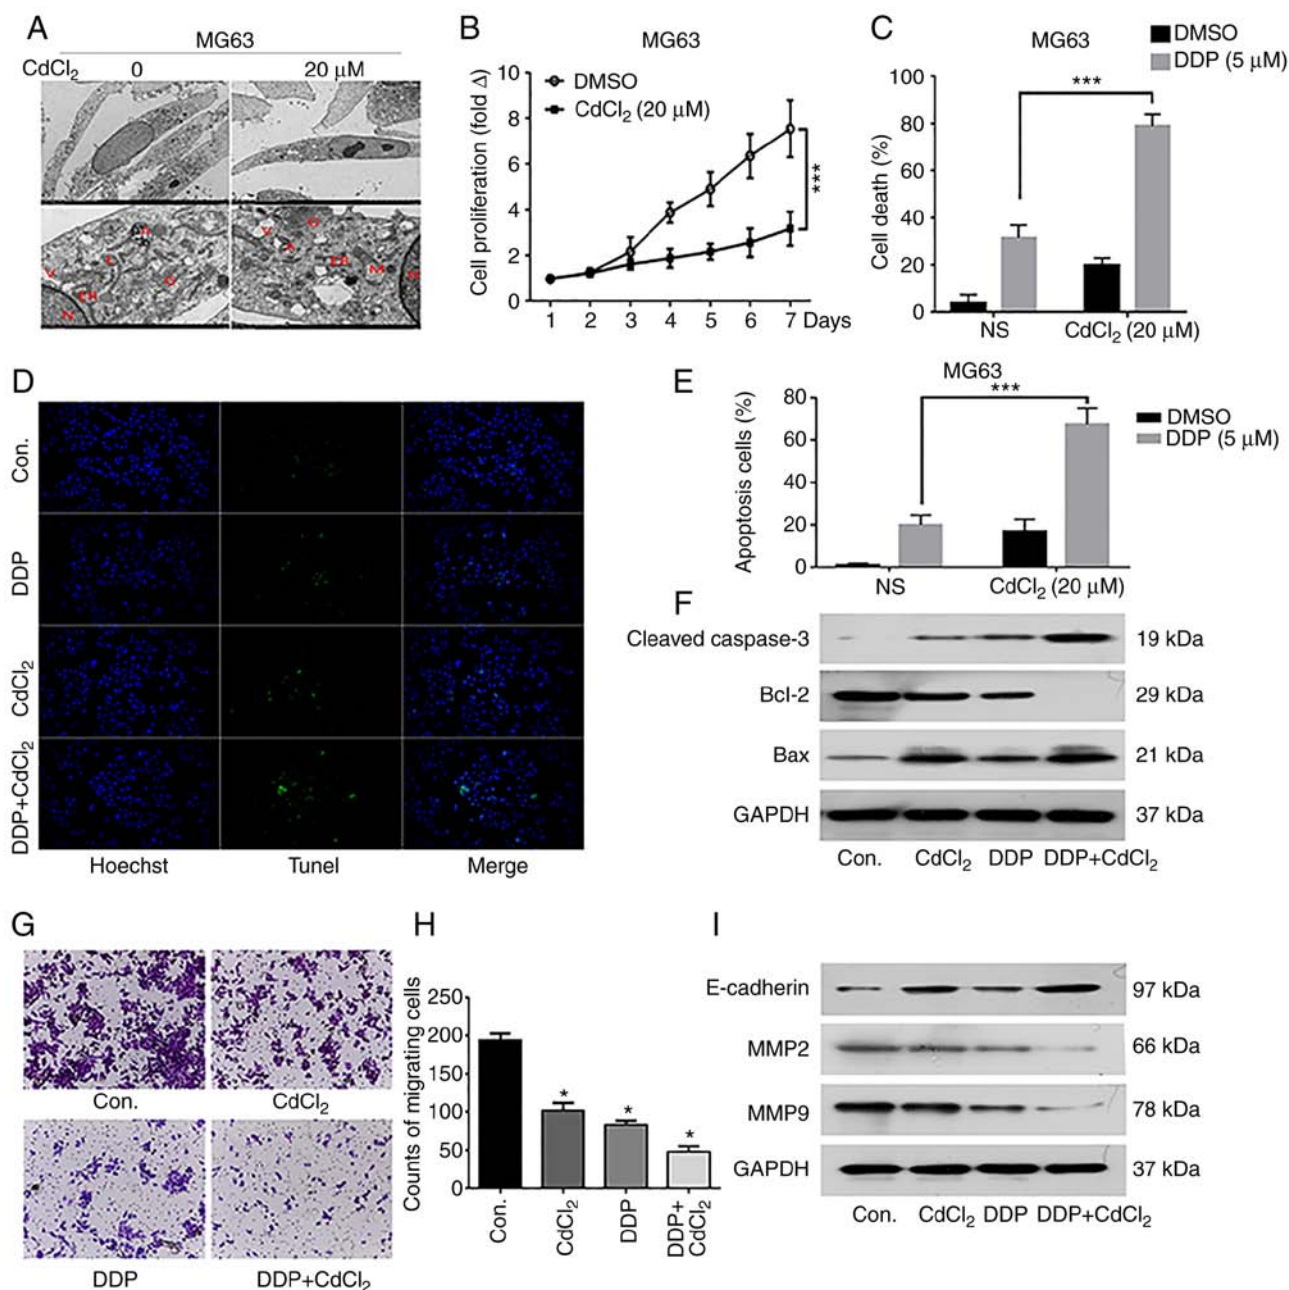 A
MG63
CdCl2 0 20 μM
V
L
A
ER
G
N
V
G
A
ER
M
N
B
MG63
DMSO
CdCl2 (20 μM)
Cell proliferation (fold Δ)
10
8
6
4
2
0
1 2 3 4 5 6 7 Days
***
C
MG63
DMSO
DDP (5 μM)
Cell death (%)
100
80
60
40
20
0
***
NS CdCl2 (20 μM)
D
Con.
DDP
CdCl2
DDP+CdCl2
Hoechst Tunel Merge
E
MG63
***
DMSO
DDP (5 μM)
Apoptosis cells (%)
80
60
40
20
0
NS CdCl2 (20 μM)
F
Cleaved caspase-3 19 kDa
Bcl-2 29 kDa
Bax 21 kDa
GAPDH 37 kDa
Con. CdCl2 DDP DDP+CdCl2
G
Con. CdCl2
DDP DDP+CdCl2
H
Counts of migrating cells
250
200
150
100
50
0
*
*
*
Con.
CdCl2
DDP
DDP+
CdCl2
I
E-cadherin 97 kDa
MMP2 66 kDa
MMP9 78 kDa
GAPDH 37 kDa
Con. CdCl2 DDP DDP+CdCl2